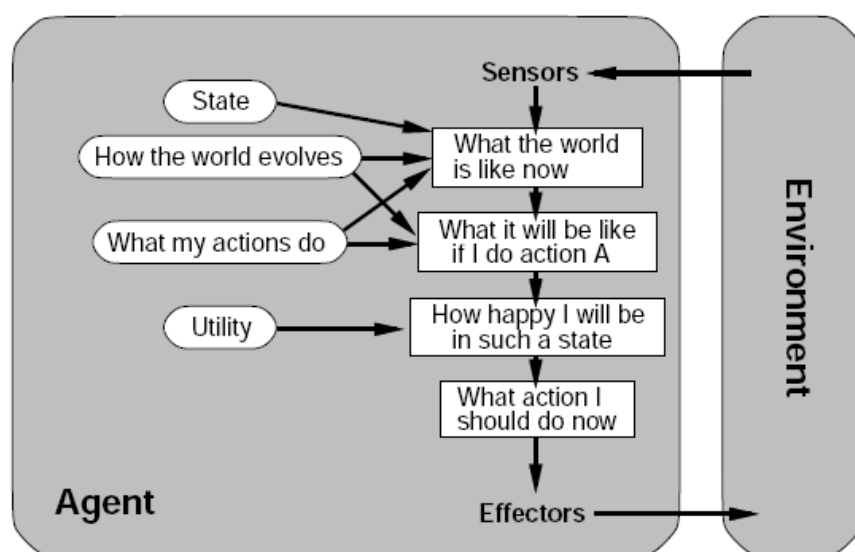 Sensors
State
What the world
is like now
How the world evolves
What it will be like
if I do action A
What my actions do
How happy I will be
in such a state
Utility
What action I
should do now
Agent
Effectors
Environment